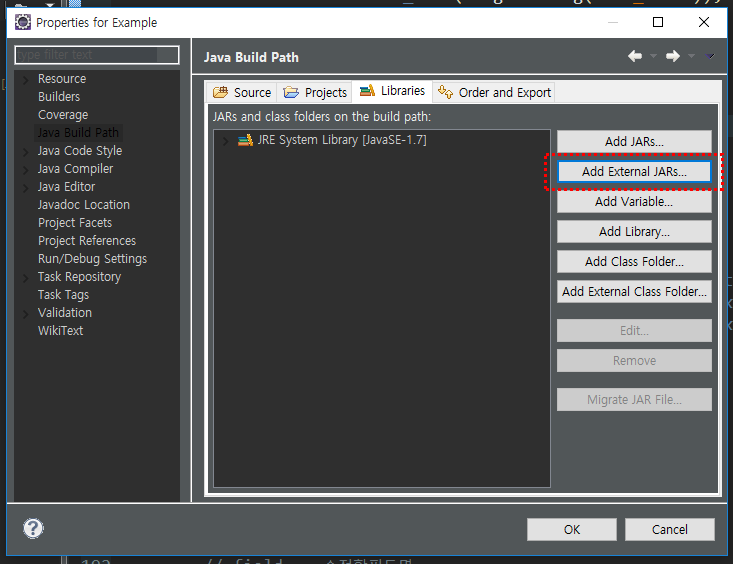 Properties for Example
type filter text
Resource
Builders
Coverage
Java Build Path
Java Code Style
Java Compiler
Java Editor
Javadoc Location
Project Facets
Project References
Run/Debug Settings
Task Repository
Task Tags
Validation
WikiText
Java Build Path
Source
Projects
Libraries
Order and Export
JARs and class folders on the build path:
JRE System Library [JavaSE-1.7]
Add JARs...
Add External JARs...
Add Variable...
Add Library...
Add Class Folder...
Add External Class Folder...
Edit...
Remove
Migrate JAR File...
OK
Cancel